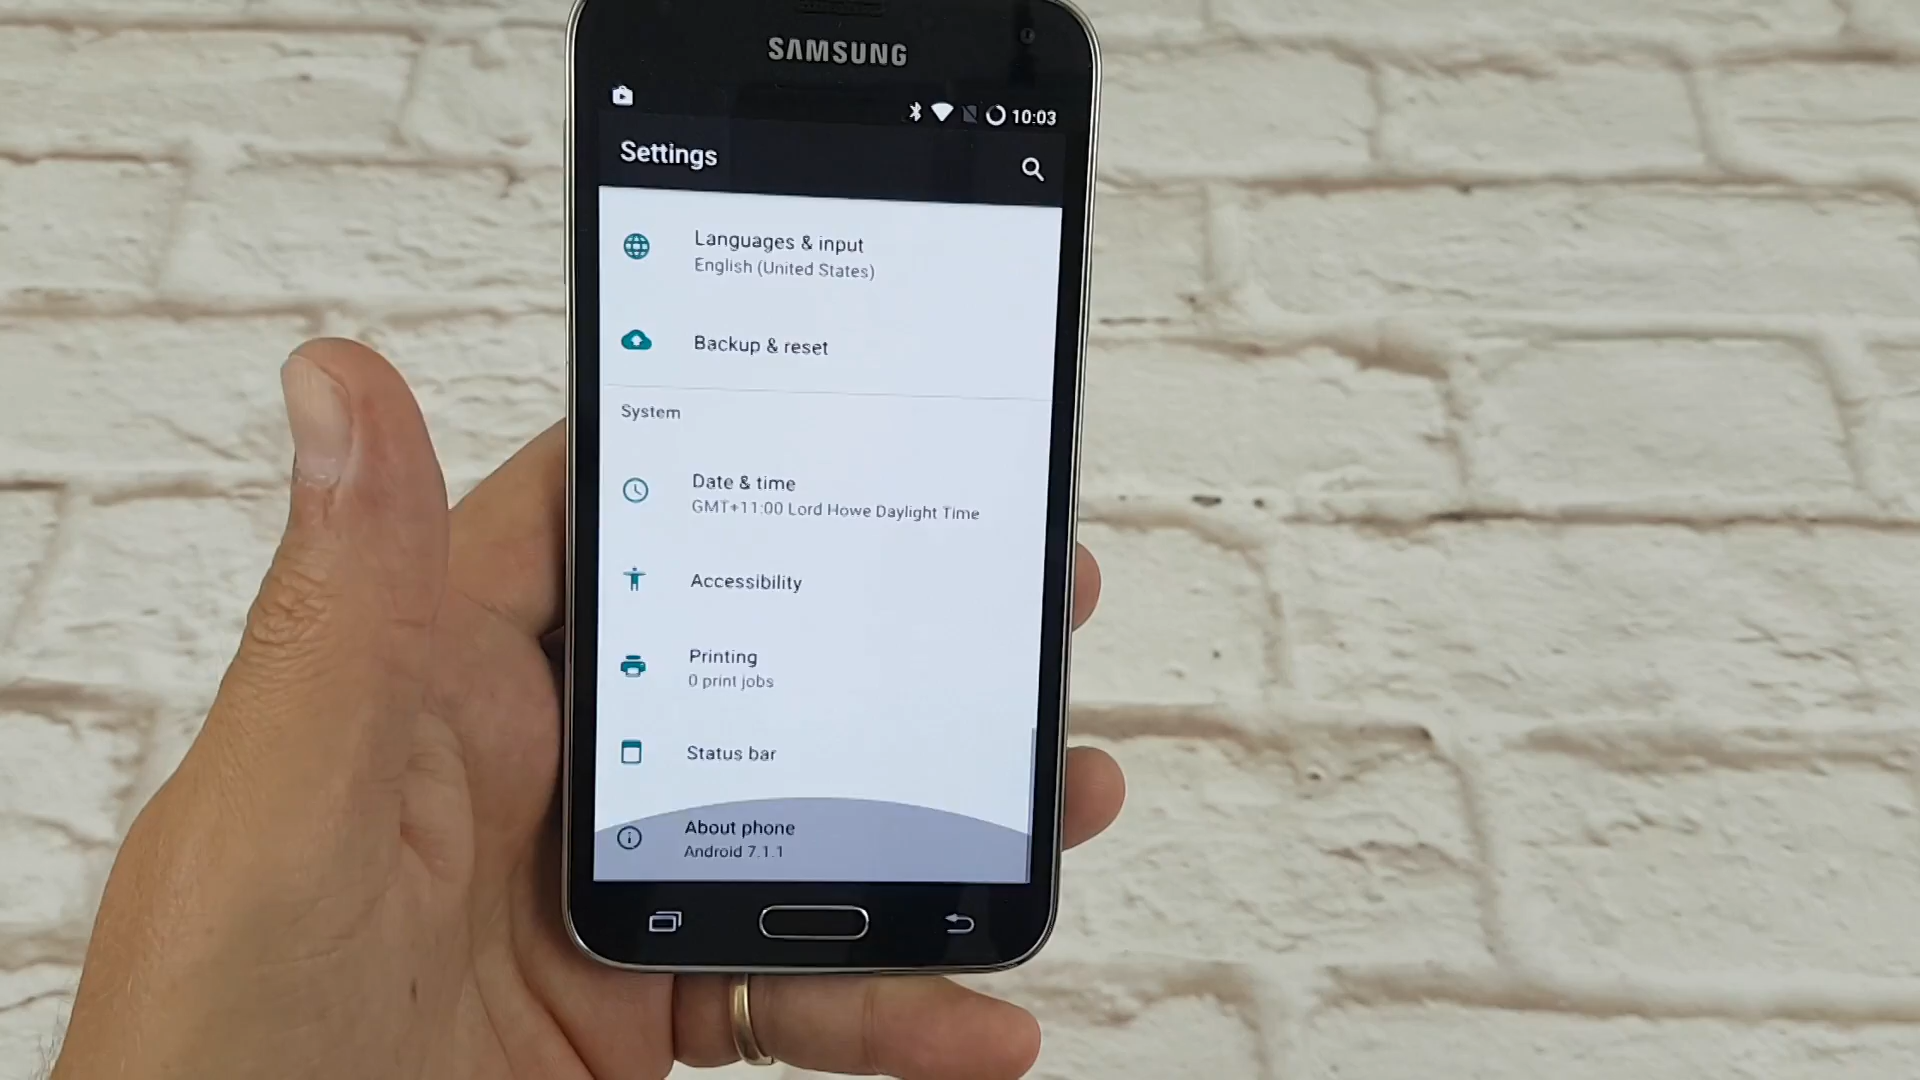 SAMSUNG
10:03
Settings
Languages & input
English (United States)
Backup & reset
System
Date & time
GMT+11:00 Lord Howe Daylight Time
Accessibility
Printing
0 print jobs
Status bar
About phone
Android 7.1.1